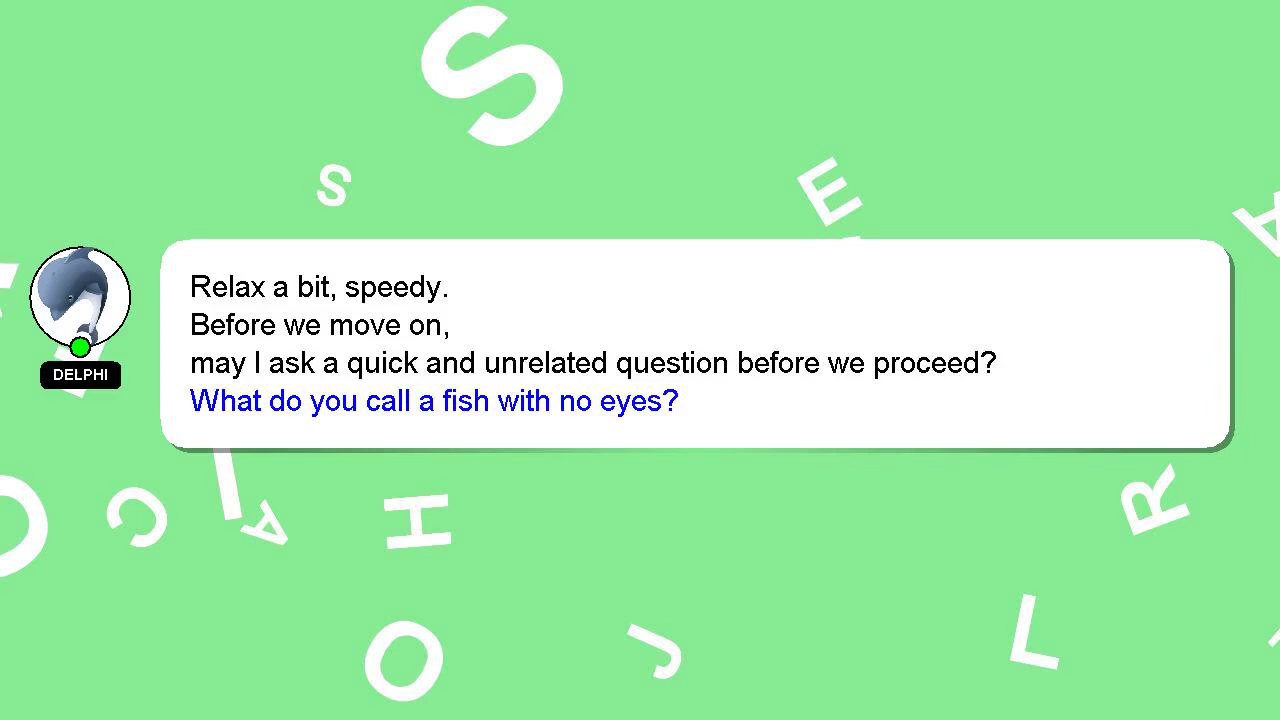 S
S
E
A
Relax a bit, speedy.
Before we move on,
may I ask a quick and unrelated question before we proceed?
What do you call a fish with no eyes?
DELPHI
C
A
H
R
O
J
L